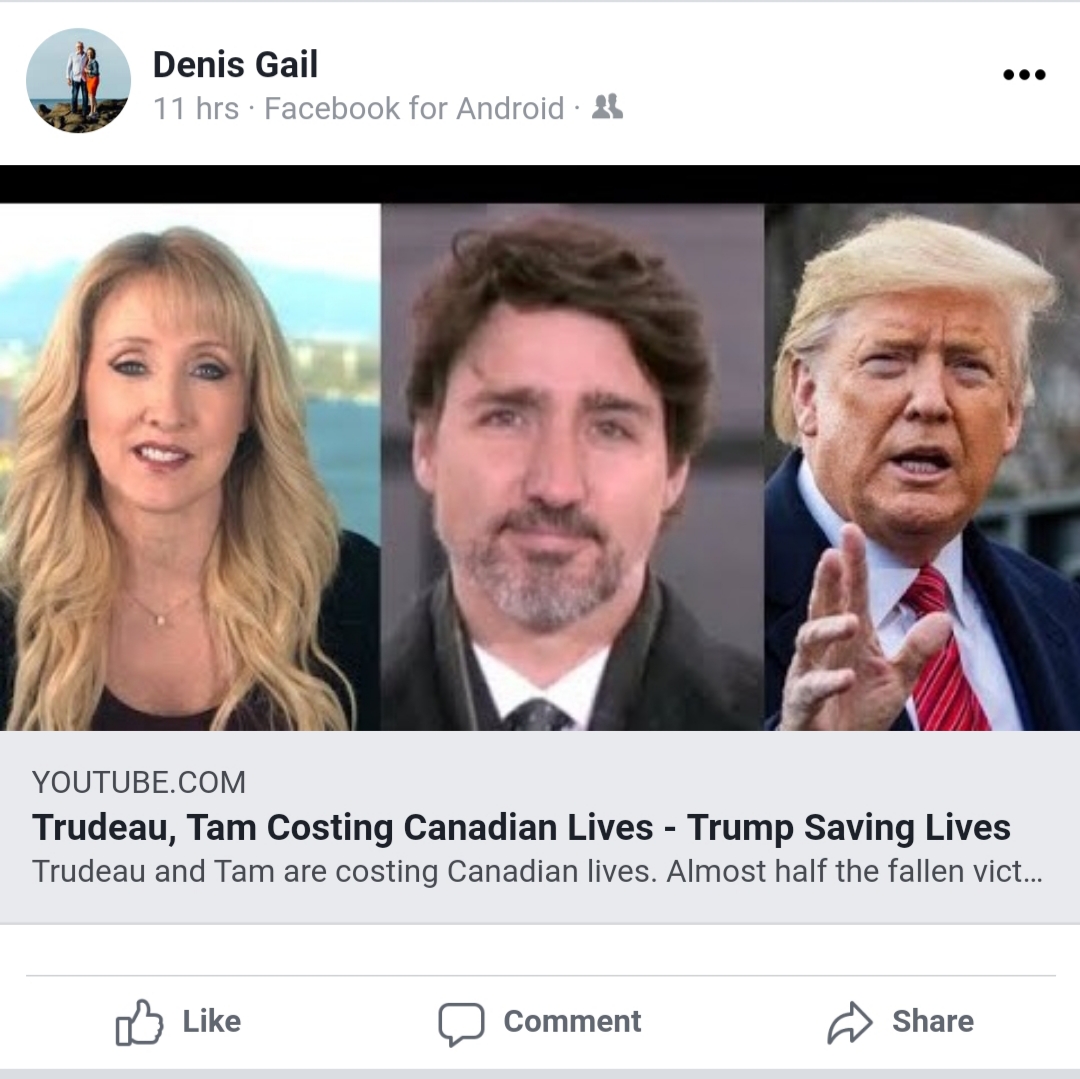 Denis Gail
11 hrs · Facebook for Android ·
YOUTUBE.COM
Trudeau, Tam Costing Canadian Lives - Trump Saving Lives
Trudeau and Tam are costing Canadian lives. Almost half the fallen vict...
Like
Comment
Share